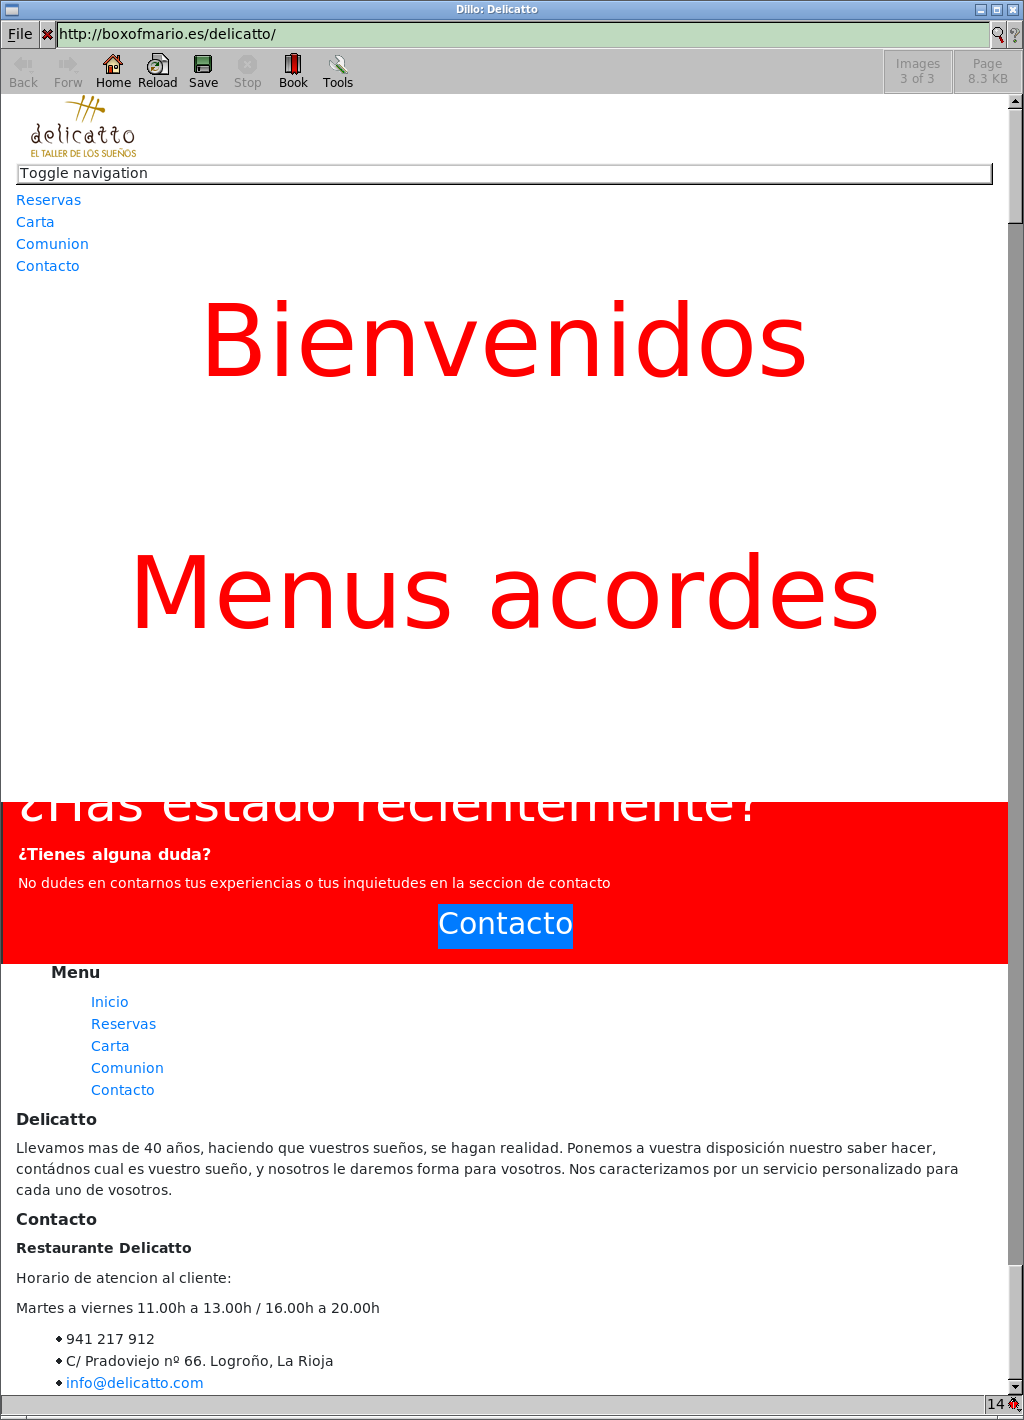 Dillo: Delicatto
File http://boxofmario.es/delicatto/ ?
Back Forw Home Reload Save Stop Book Tools Images 3 of 3 Page 8.3 KB
delicatto
EL TALLER DE LOS SUEÑOS
Toggle navigation
Reservas
Carta
Comunion
Contacto
Bienvenidos
Menus acordes
¿Has estado recientemente?
¿Tienes alguna duda?
No dudes en contarnos tus experiencias o tus inquietudes en la seccion de contacto
Contacto
Menu
Inicio
Reservas
Carta
Comunion
Contacto
Delicatto
Llevamos mas de 40 años, haciendo que vuestros sueños, se hagan realidad. Ponemos a vuestra disposición nuestro saber hacer,
contádnos cual es vuestro sueño, y nosotros le daremos forma para vosotros. Nos caracterizamos por un servicio personalizado para
cada uno de vosotros.
Contacto
Restaurante Delicatto
Horario de atencion al cliente:
Martes a viernes 11.00h a 13.00h / 16.00h a 20.00h
941 217 912
C/ Pradoviejo nº 66. Logroño, La Rioja
info@delicatto.com
14